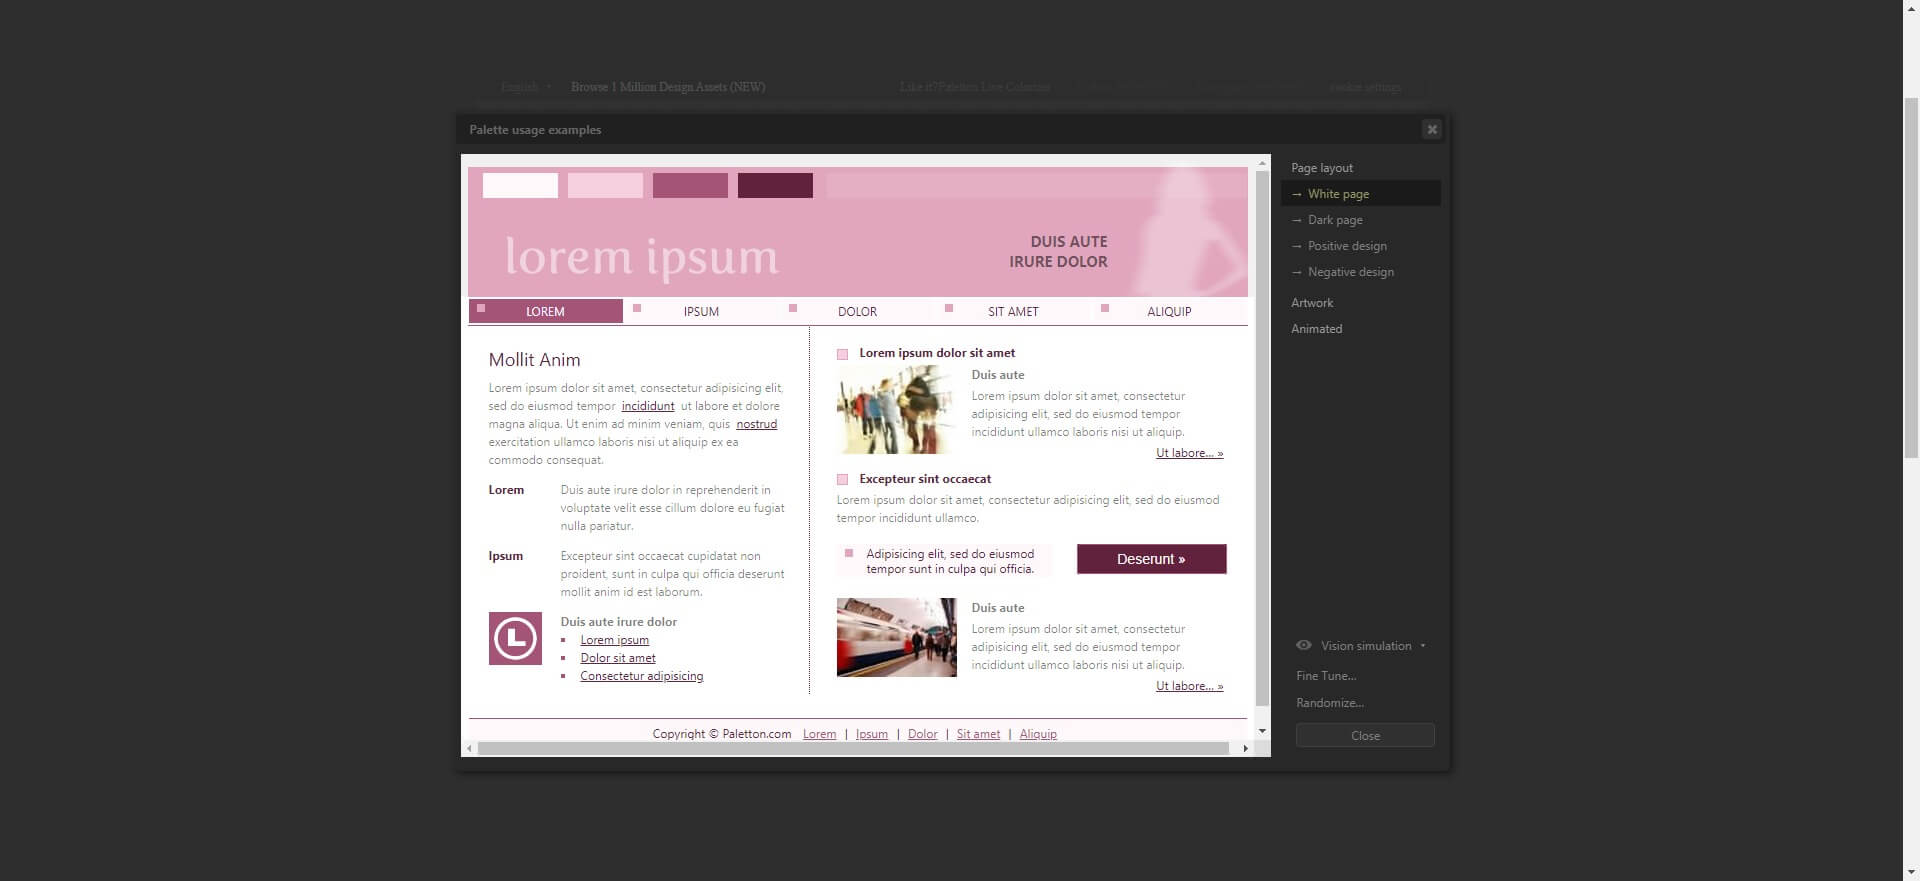 English
Browse 1 Million Design Assets (NEW)
Like it?Paletton Live Colorizer
cookie settings
Palette usage examples
lorem ipsum
DUIS AUTE
IRURE DOLOR
LOREM
IPSUM
DOLOR
SIT AMET
ALIQUIP
Mollit Anim
Lorem ipsum dolor sit amet, consectetur adipisicing elit,
sed do eiusmod tempor incididunt ut labore et dolore
magna aliqua. Ut enim ad minim veniam, quis nostrud
exercitation ullamco laboris nisi ut aliquip ex ea
commodo consequat.
Lorem
Duis aute irure dolor in reprehenderit in
voluptate velit esse cillum dolore eu fugiat
nulla pariatur.
Ipsum
Excepteur sint occaecat cupidatat non
proident, sunt in culpa qui officia deserunt
mollit anim id est laborum.
Duis aute irure dolor
Lorem ipsum
Dolor sit amet
Consectetur adipisicing
Lorem ipsum dolor sit amet
Duis aute
Lorem ipsum dolor sit amet, consectetur
adipisicing elit, sed do eiusmod tempor
incididunt ullamco laboris nisi ut aliquip.
Ut labore... »
Excepteur sint occaecat
Lorem ipsum dolor sit amet, consectetur adipisicing elit, sed do eiusmod
tempor incididunt ullamco.
Adipisicing elit, sed do eiusmod
tempor sunt in culpa qui officia.
Deserunt »
Duis aute
Lorem ipsum dolor sit amet, consectetur
adipisicing elit, sed do eiusmod tempor
incididunt ullamco laboris nisi ut aliquip.
Ut labore... »
Copyright © Paletton.com Lorem | Ipsum | Dolor | Sit amet | Aliquip
Page layout
→ White page
→ Dark page
→ Positive design
→ Negative design
Artwork
Animated
Vision simulation
Fine Tune...
Randomize...
Close